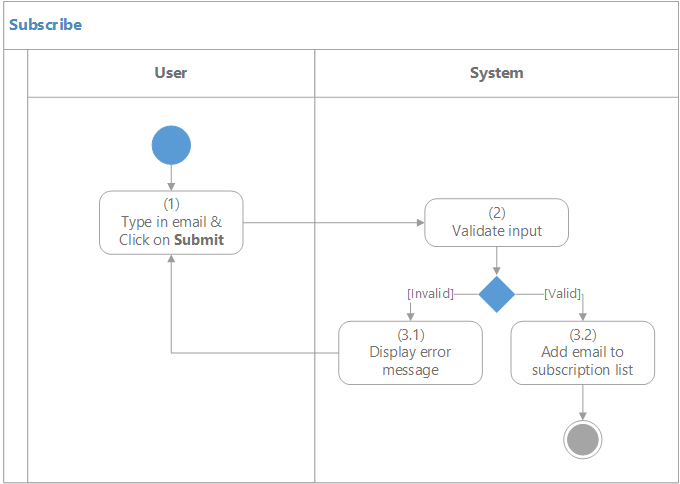 Subscribe
User
System
(1)
Type in email &
Click on Submit
(2)
Validate input
[Invalid]
[Valid]
(3.1)
Display error
message
(3.2)
Add email to
subscription list